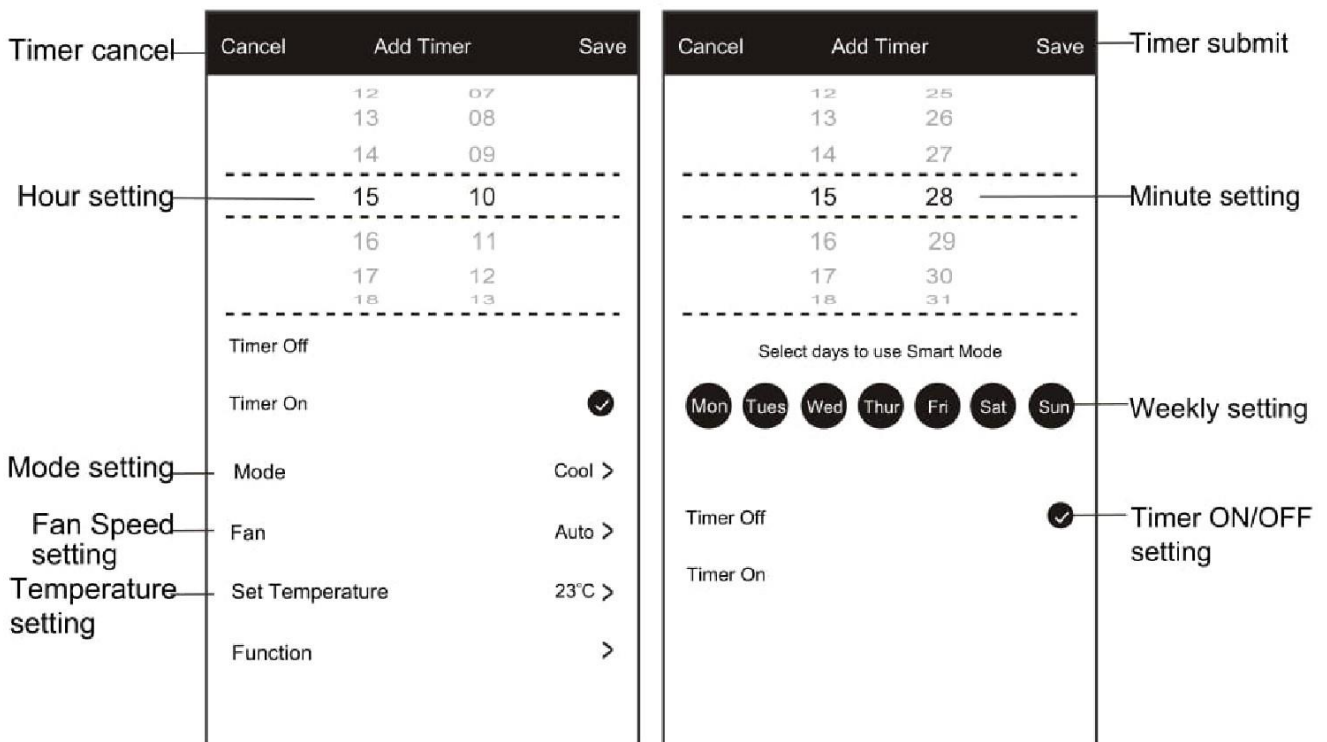 Timer cancel
Cancel Add Timer Save
12 07
13 08
14 09
Hour setting
15 10
16 11
17 12
18 13
Timer Off
Timer On
Mode setting
Mode Cool >
Fan Speed
setting
Fan Auto >
Temperature
setting
Set Temperature 23°C >
Function >
Cancel Add Timer Save
Timer submit
12 25
13 26
14 27
15 28
Minute setting
16 29
17 30
18 31
Select days to use Smart Mode
Mon Tues Wed Thur Fri Sat Sun
Weekly setting
Timer Off
Timer ON/OFF
setting
Timer On